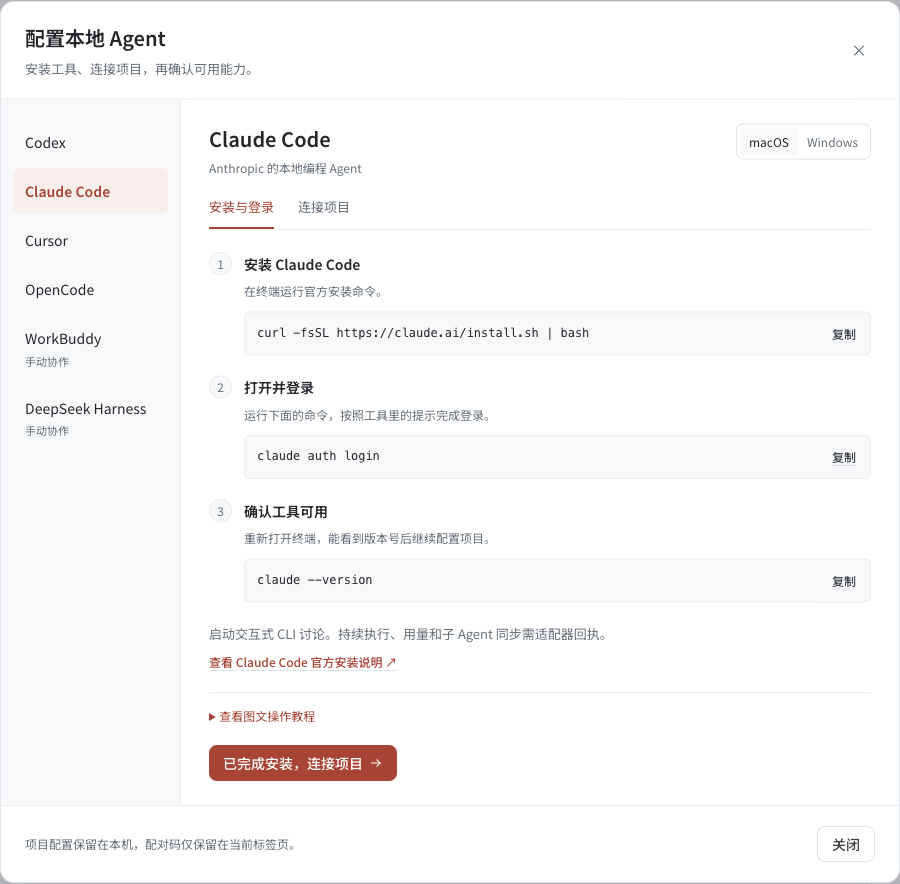 配置本地 Agent
安装工具、连接项目，再确认可用能力。
Codex
Claude Code
Cursor
OpenCode
WorkBuddy
手动协作
DeepSeek Harness
手动协作
Claude Code
Anthropic 的本地编程 Agent
macOS Windows
安装与登录 连接项目
1 安装 Claude Code
在终端运行官方安装命令。
curl -fsSL https://claude.ai/install.sh | bash 复制
2 打开并登录
运行下面的命令，按照工具里的提示完成登录。
claude auth login 复制
3 确认工具可用
重新打开终端，能看到版本号后继续配置项目。
claude --version 复制
启动交互式 CLI 讨论。持续执行、用量和子 Agent 同步需适配器回执。
查看 Claude Code 官方安装说明 ↗
▶ 查看图文操作教程
已完成安装，连接项目 →
项目配置保留在本机，配对码仅保留在当前标签页。
关闭